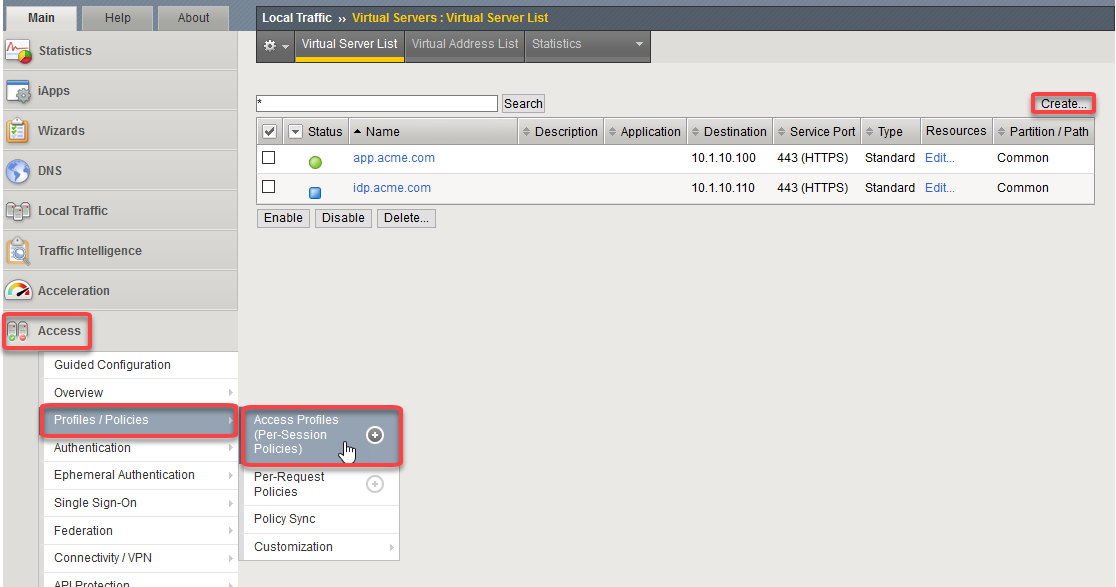 Main Help About
Statistics
iApps
Wizards
DNS
Local Traffic
Traffic Intelligence
Acceleration
Access
Guided Configuration
Overview
Profiles / Policies
Authentication
Ephemeral Authentication
Single Sign-On
Federation
Connectivity / VPN
API Protection
Access Profiles
(Per-Session
Policies)
Per-Request
Policies
Policy Sync
Customization
Local Traffic ›› Virtual Servers : Virtual Server List
Virtual Server List Virtual Address List Statistics
* Search Create...
Status Name Description Application Destination Service Port Type Resources Partition / Path
app.acme.com 10.1.10.100 443 (HTTPS) Standard Edit... Common
idp.acme.com 10.1.10.110 443 (HTTPS) Standard Edit... Common
Enable Disable Delete...